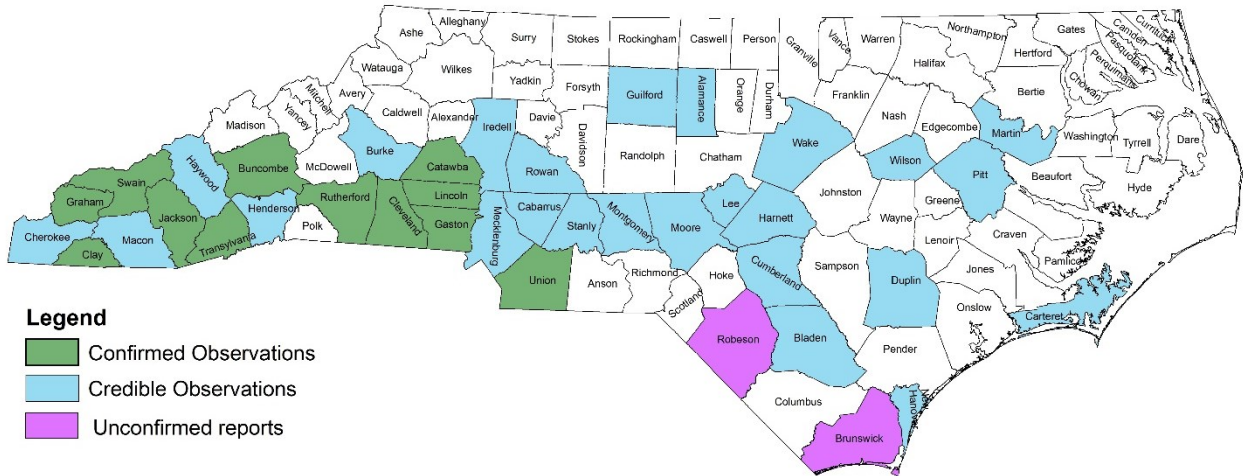 Alleghany
Ashe
Surry
Stokes
Rockingham
Caswell
Person
Granville
Vance
Warren
Northampton
Gates
Camden
Currituck
Pasquotank
Perquimans
Chowan
Hertford
Halifax
Bertie
Watauga
Wilkes
Yadkin
Forsyth
Guilford
Alamance
Orange
Durham
Franklin
Nash
Edgecombe
Martin
Washington
Tyrrell
Dare
Mitchell
Avery
Yancey
Caldwell
Alexander
Iredell
Davie
Davidson
Randolph
Chatham
Wake
Wilson
Pitt
Beaufort
Hyde
Madison
Burke
McDowell
Catawba
Rowan
Johnston
Greene
Wayne
Lenoir
Craven
Pamlico
Haywood
Buncombe
Swain
Graham
Rutherford
Cleveland
Lincoln
Gaston
Mecklenburg
Cabarrus
Stanly
Montgomery
Moore
Lee
Harnett
Cherokee
Macon
Clay
Jackson
Transylvania
Henderson
Polk
Union
Anson
Richmond
Scotland
Hoke
Cumberland
Sampson
Duplin
Jones
Onslow
Carteret
Robeson
Bladen
Pender
Columbus
Brunswick
New
Hanover
Legend
Confirmed Observations
Credible Observations
Unconfirmed reports